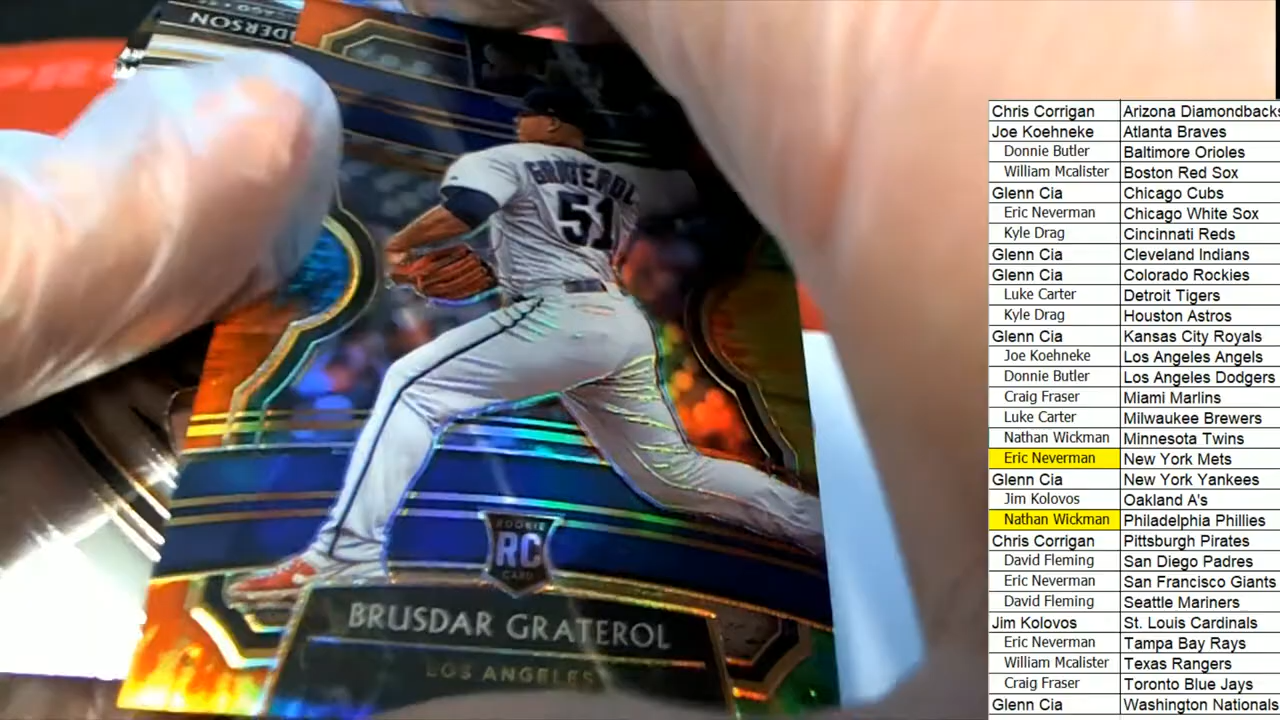 NDERSON
GRATEROL
51
ROOKIE
RC
CARD
BRUSDAR GRATEROL
LOS ANGELES
Chris Corrigan Arizona Diamondbacks
Joe Koehneke Atlanta Braves
Donnie Butler Baltimore Orioles
William Mcalister Boston Red Sox
Glenn Cia Chicago Cubs
Eric Neverman Chicago White Sox
Kyle Drag Cincinnati Reds
Glenn Cia Cleveland Indians
Glenn Cia Colorado Rockies
Luke Carter Detroit Tigers
Kyle Drag Houston Astros
Glenn Cia Kansas City Royals
Joe Koehneke Los Angeles Angels
Donnie Butler Los Angeles Dodgers
Craig Fraser Miami Marlins
Luke Carter Milwaukee Brewers
Nathan Wickman Minnesota Twins
Eric Neverman New York Mets
Glenn Cia New York Yankees
Jim Kolovos Oakland A's
Nathan Wickman Philadelphia Phillies
Chris Corrigan Pittsburgh Pirates
David Fleming San Diego Padres
Eric Neverman San Francisco Giants
David Fleming Seattle Mariners
Jim Kolovos St. Louis Cardinals
Eric Neverman Tampa Bay Rays
William Mcalister Texas Rangers
Craig Fraser Toronto Blue Jays
Glenn Cia Washington Nationals